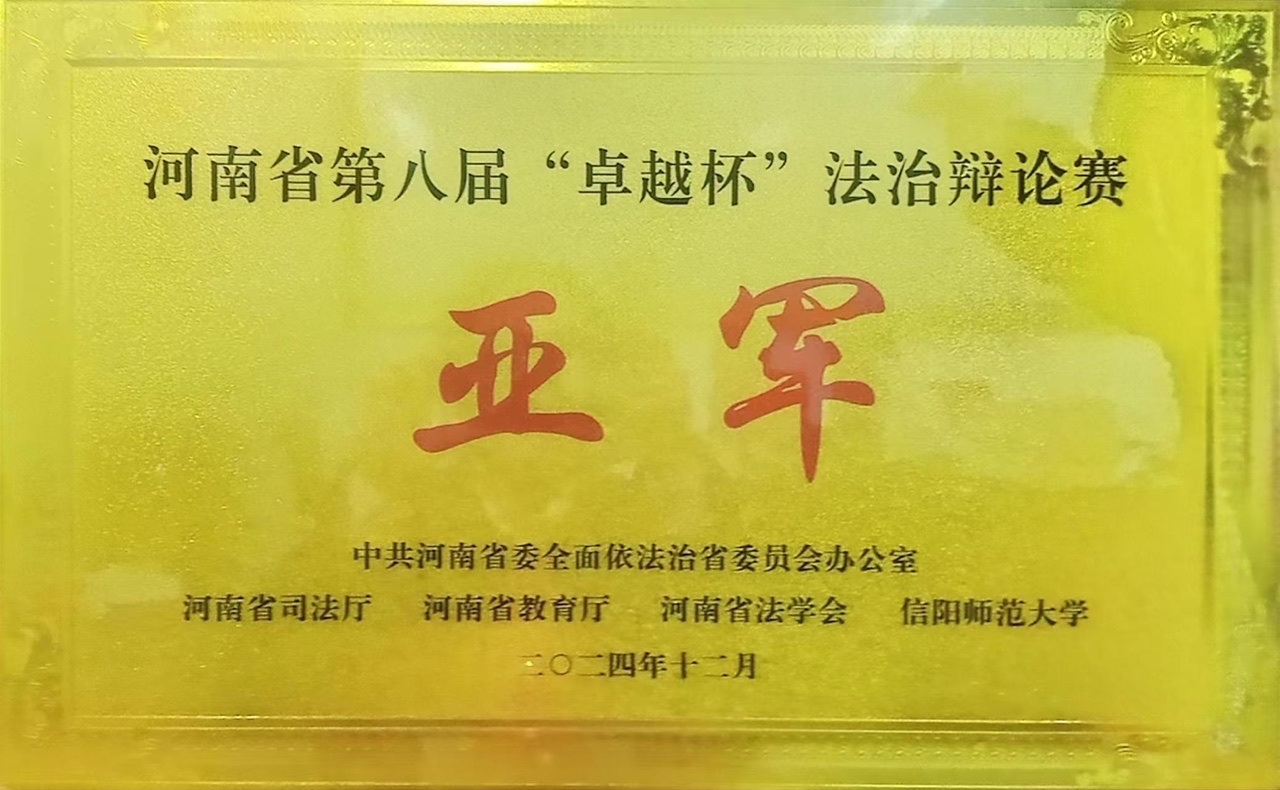 河南省第八届“卓越杯”法治辩论赛
亚军
中共河南省委全面依法治省委员会办公室
河南省司法厅 河南省教育厅 河南省法学会 信阳师范大学
二〇二四年十二月